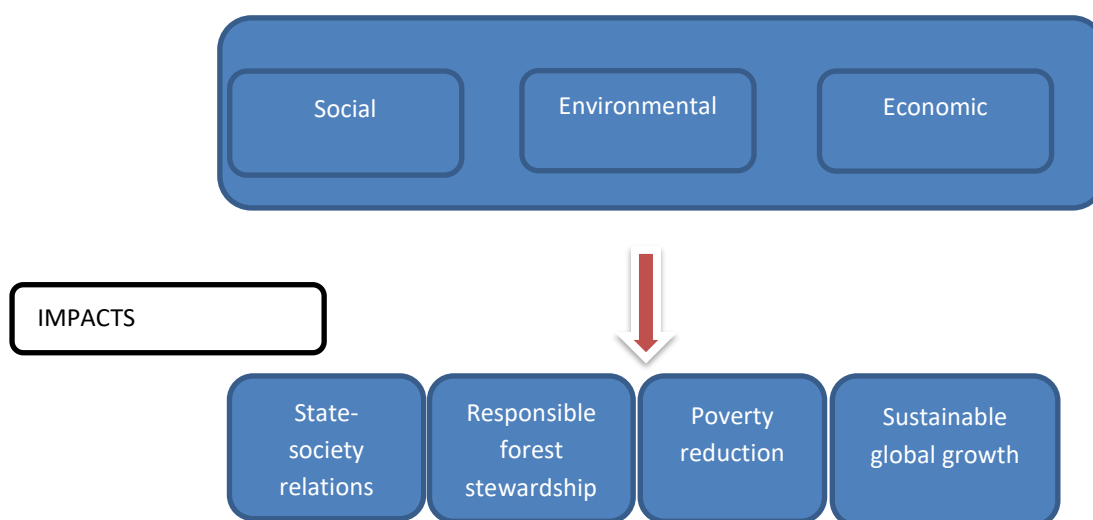 Social
Environmental
Economic
IMPACTS
State-
society
relations
Responsible
forest
stewardship
Poverty
reduction
Sustainable
global growth